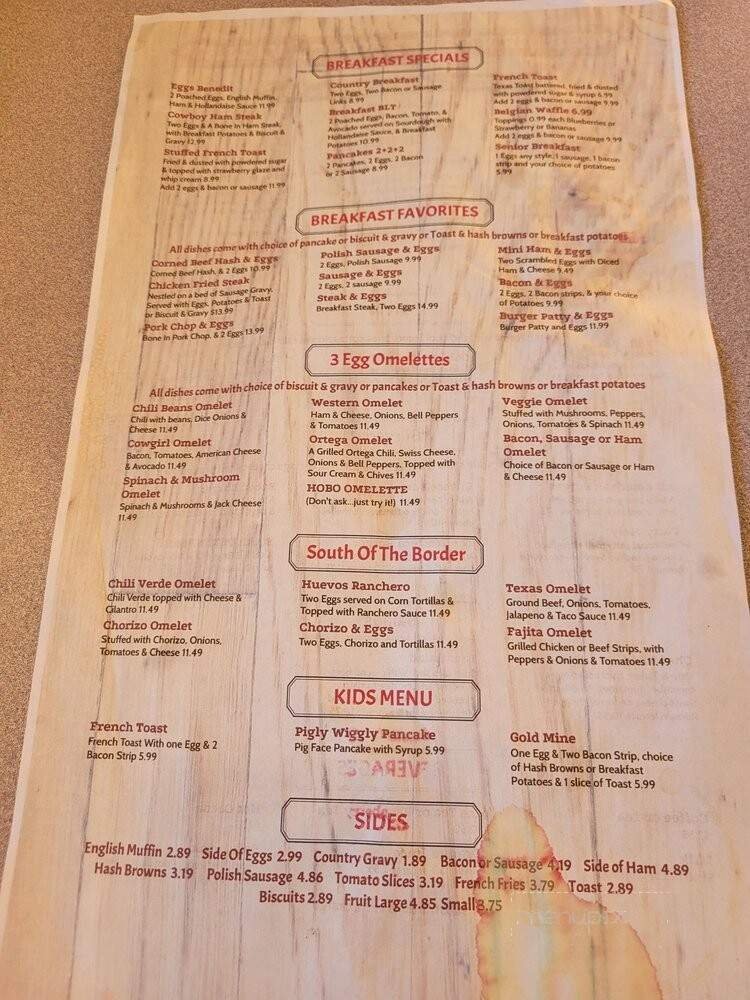 BREAKFAST SPECIALS
Eggs Benedit
2 Poached Eggs, English Muffin,
Ham & Hollandaise Sauce 11.99
Cowboy Ham Steak
Two Eggs & A Bone In Ham Steak,
with Breakfast Potatoes & Biscuit &
Gravy 12.99
Stuffed French Toast
Fried & dusted with powdered sugar
& topped with strawberry glaze and
whip cream 8.99
Add 2 eggs & bacon or sausage 11.99
Country Breakfast
Two Eggs, Two Bacon or Sausage
Links 8.99
Breakfast BLT
2 Poached Eggs, Bacon, Tomato, &
Avocado served on Sourdough with
Hollandaise Sauce, & Breakfast
Potatoes 10.99
Pancakes 2+2+2
2 Pancakes, 2 Eggs, 2 Bacon
or 2 Sausage 8.99
French Toast
Texas Toast battered, fried & dusted
with powdered sugar & syrup 6.99
Add 2 eggs & bacon or sausage 9.99
Belgian Waffle 6.99
Toppings 0.99 each Blueberries or
Strawberry or Bananas
Add 2 eggs & bacon or sausage 9.99
Senior Breakfast
1 Eggs any style, 1 sausage, 1 bacon
strip and your choice of potatoes
5.99
BREAKFAST FAVORITES
All dishes come with choice of pancake or biscuit & gravy or Toast & hash browns or breakfast potatoes
Corned Beef Hash & Eggs
Corned Beef Hash, & 2 Eggs 10.99
Chicken Fried Steak
Nestled on a bed of Sausage Gravy,
Served with Eggs, Potatoes & Toast
or Biscuit & Gravy $13.99
Pork Chop & Eggs
Bone In Pork Chop, & 2 Eggs 13.99
Polish Sausage & Eggs
2 Eggs, Polish Sausage 9.99
Sausage & Eggs
2 Eggs, 2 sausage 9.99
Steak & Eggs
Breakfast Steak, Two Eggs 14.99
Mini Ham & Eggs
Two Scrambled Eggs with Diced
Ham & Cheese 9.49
Bacon & Eggs
2 Eggs, 2 Bacon strips, & your choice
of Potatoes 9.99
Burger Patty & Eggs
Burger Patty and Eggs 11.99
3 Egg Omelettes
All dishes come with choice of biscuit & gravy or pancakes or Toast & hash browns or breakfast potatoes
Chili Beans Omelet
Chili with beans, Dice Onions &
Cheese 11.49
Cowgirl Omelet
Bacon, Tomatoes, American Cheese
& Avocado 11.49
Spinach & Mushroom
Omelet
Spinach & Mushrooms & Jack Cheese
11.49
Western Omelet
Ham & Cheese, Onions, Bell Peppers
& Tomatoes 11.49
Ortega Omelet
A Grilled Ortega Chili, Swiss Cheese,
Onions & Bell Peppers, Topped with
Sour Cream & Chives 11.49
HOBO OMELETTE
(Don't ask...just try it!) 11.49
Veggie Omelet
Stuffed with Mushrooms, Peppers,
Onions, Tomatoes & Spinach 11.49
Bacon, Sausage or Ham
Omelet
Choice of Bacon or Sausage or Ham
& Cheese 11.49
South Of The Border
Chili Verde Omelet
Chili Verde topped with Cheese &
Cilantro 11.49
Chorizo Omelet
Stuffed with Chorizo, Onions,
Tomatoes & Cheese 11.49
Huevos Ranchero
Two Eggs served on Corn Tortillas &
Topped with Ranchero Sauce 11.49
Chorizo & Eggs
Two Eggs, Chorizo and Tortillas 11.49
Texas Omelet
Ground Beef, Onions, Tomatoes,
Jalapeno & Taco Sauce 11.49
Fajita Omelet
Grilled Chicken or Beef Strips, with
Peppers & Onions & Tomatoes 11.49
KIDS MENU
French Toast
French Toast With one Egg & 2
Bacon Strip 5.99
Pigly Wiggly Pancake
Pig Face Pancake with Syrup 5.99
Gold Mine
One Egg & Two Bacon Strip, choice
of Hash Browns or Breakfast
Potatoes & 1 slice of Toast 5.99
SIDES
English Muffin 2.89 Side Of Eggs 2.99 Country Gravy 1.89 Bacon or Sausage 4.19 Side of Ham 4.89
Hash Browns 3.19 Polish Sausage 4.86 Tomato Slices 3.19 French Fries 3.79 Toast 2.89
Biscuits 2.89 Fruit Large 4.85 Small 3.75